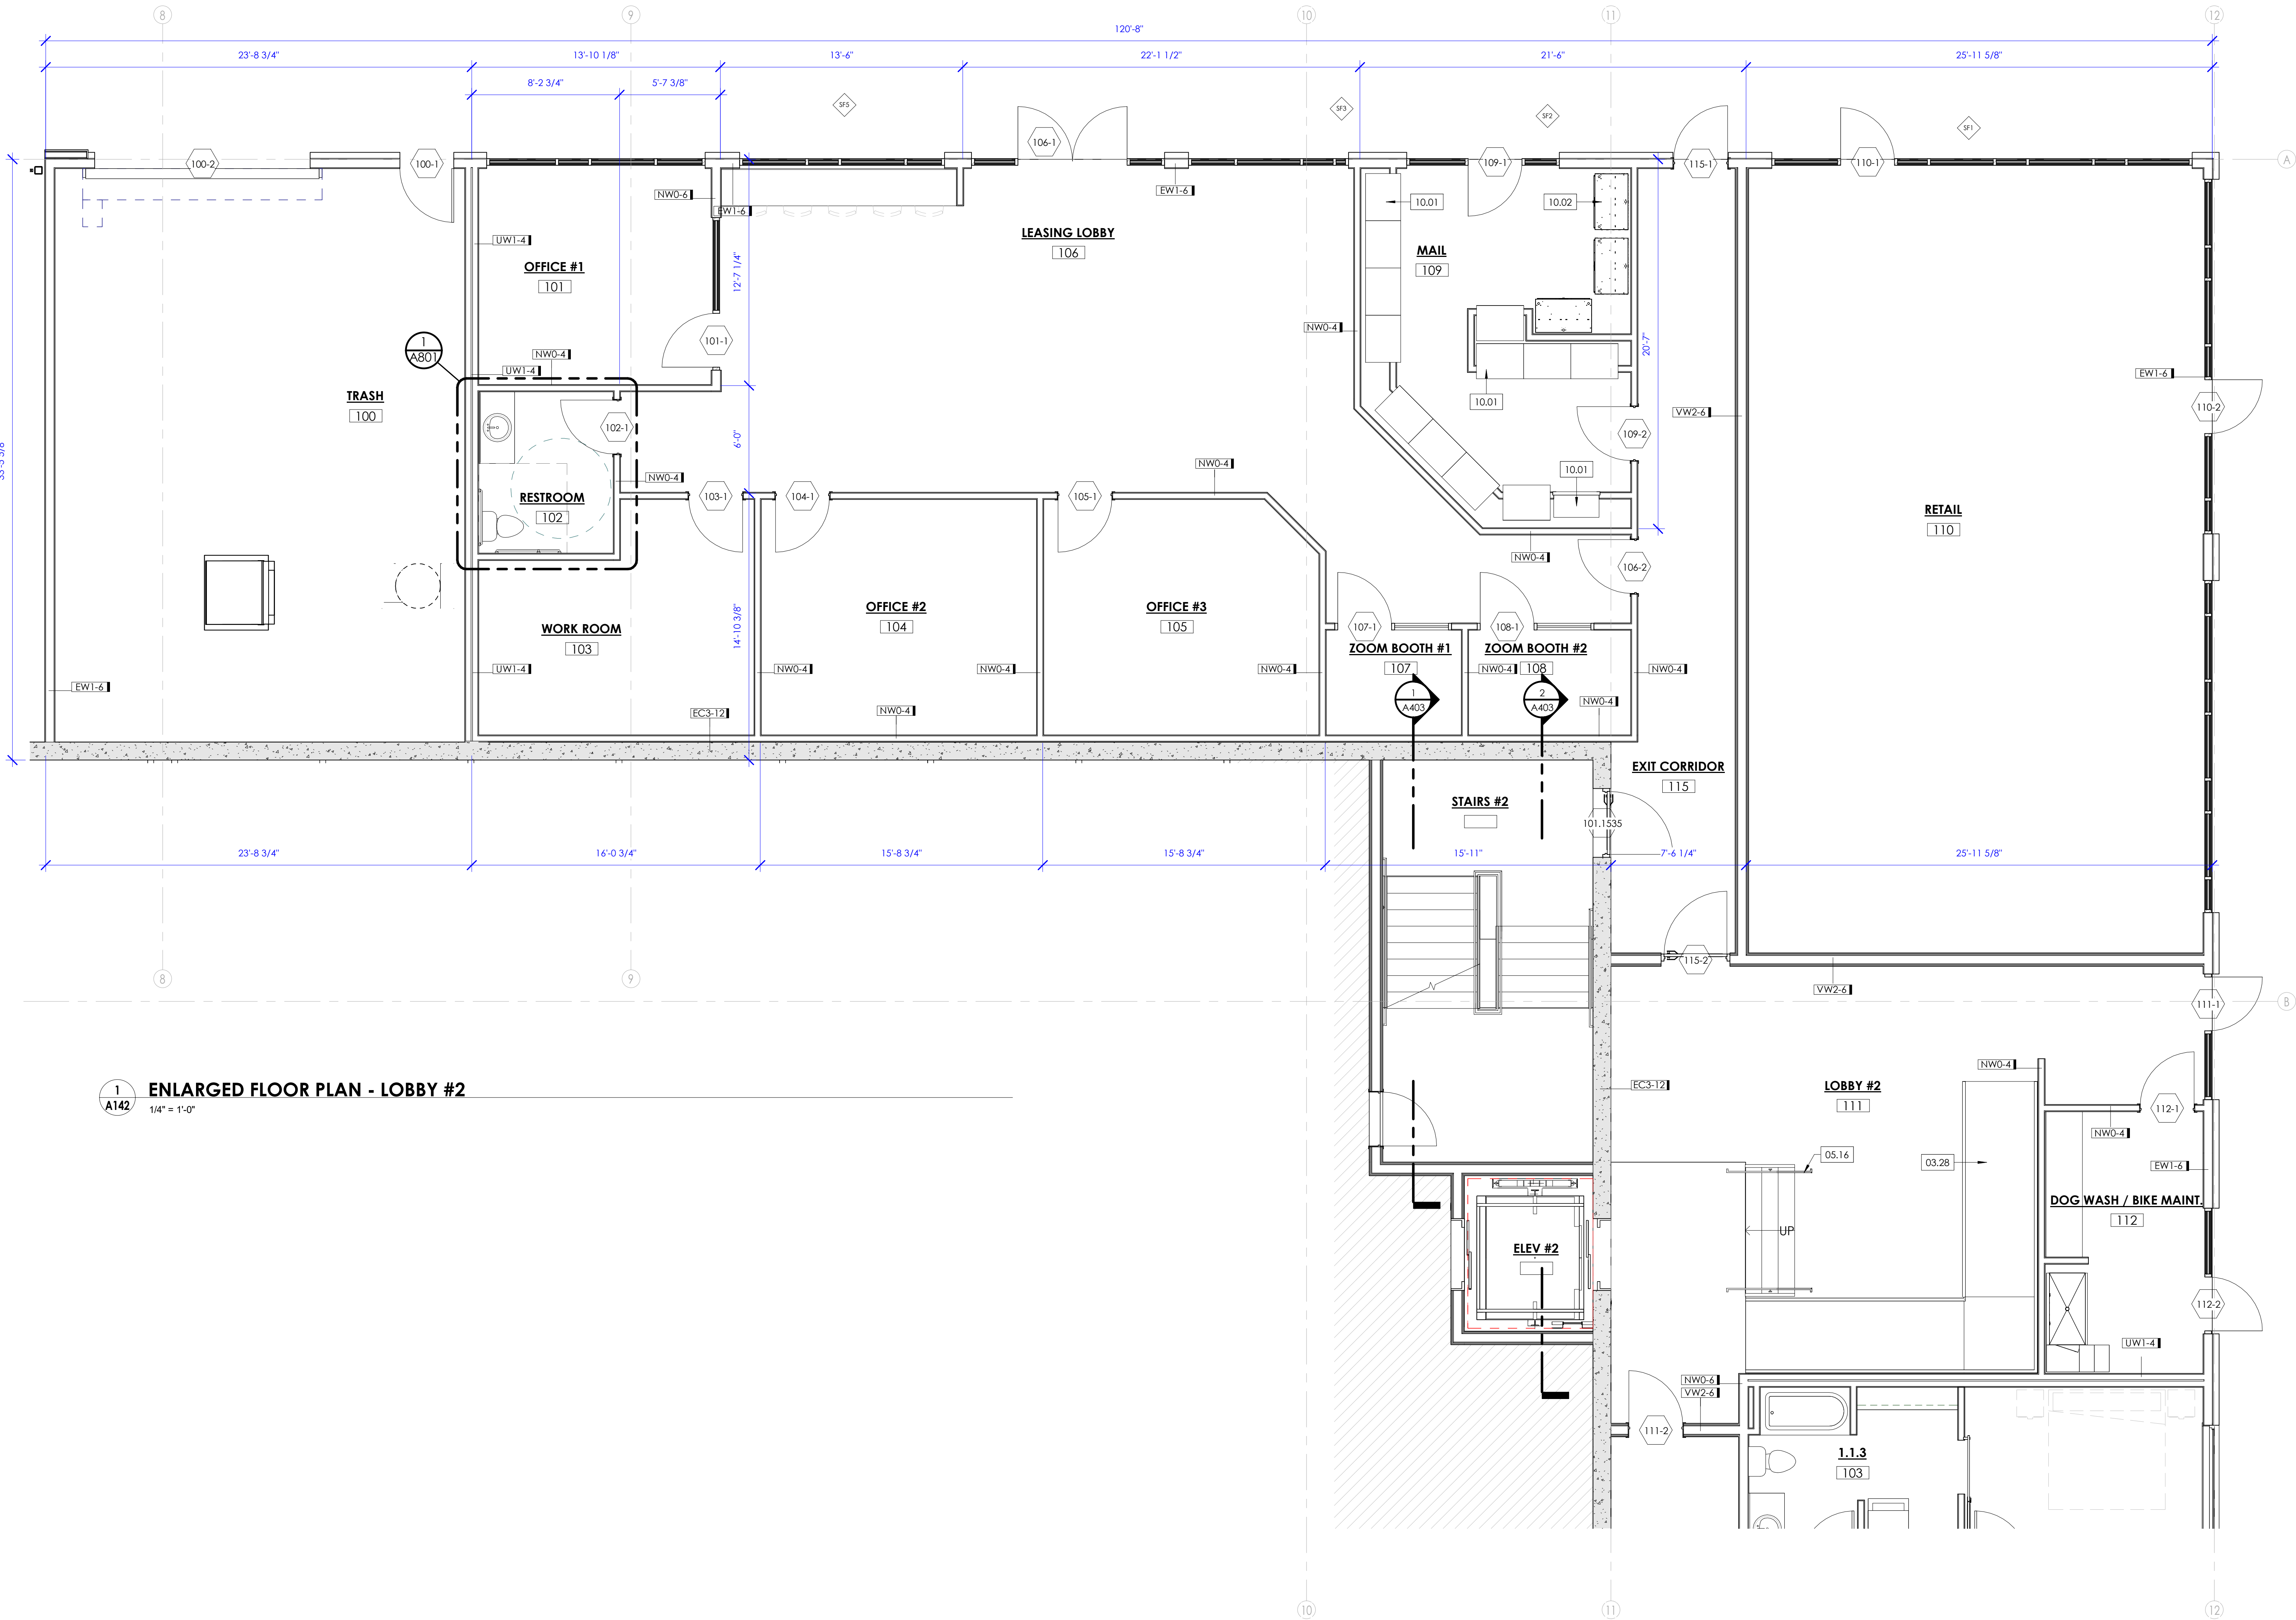 8
9
10
11
12
120'-8"
23'-8 3/4"
13'-10 1/8"
13'-6"
22'-1 1/2"
21'-6"
25'-11 5/8"
8'-2 3/4"
5'-7 3/8"
SF5
SF3
SF2
SF1
106-1
100-2
100-1
109-1
115-1
110-1
A
NW0-6
EW1-6
EW1-6
10.01
10.02
UW1-4
LEASING LOBBY
106
MAIL
109
OFFICE #1
101
12'-7 1/4"
NW0-4
20'-7"
101-1
1
A801
NW0-4
UW1-4
EW1-6
TRASH
100
10.01
VW2-6
110-2
102-1
6'-0"
109-2
NW0-4
NW0-4
10.01
RESTROOM
102
103-1
104-1
105-1
RETAIL
110
NW0-4
106-2
OFFICE #2
104
OFFICE #3
105
14'-10 3/8"
WORK ROOM
103
107-1
108-1
ZOOM BOOTH #1
107
ZOOM BOOTH #2
108
UW1-4
NW0-4
NW0-4
NW0-4
NW0-4
NW0-4
EW1-6
1
A403
2
A403
NW0-4
EC3-12
NW0-4
EXIT CORRIDOR
115
STAIRS #2
101.1535
23'-8 3/4"
16'-0 3/4"
15'-8 3/4"
15'-8 3/4"
15'-11"
7'-6 1/4"
25'-11 5/8"
115-2
8
9
VW2-6
111-1
B
1
A142
ENLARGED FLOOR PLAN - LOBBY #2
1/4" = 1'-0"
NW0-4
EC3-12
LOBBY #2
111
112-1
NW0-4
05.16
03.28
EW1-6
DOG WASH / BIKE MAINT.
112
UP
ELEV #2
112-2
UW1-4
NW0-6
VW2-6
111-2
1.1.3
103
10
11
12